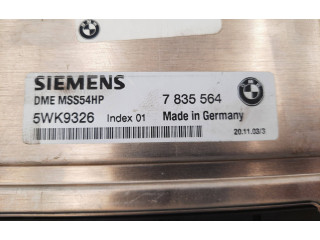 SIEMENS
DME MSS54HP 7 835 564
5WK9326 Index 01 Made in Germany
20.11.03/3